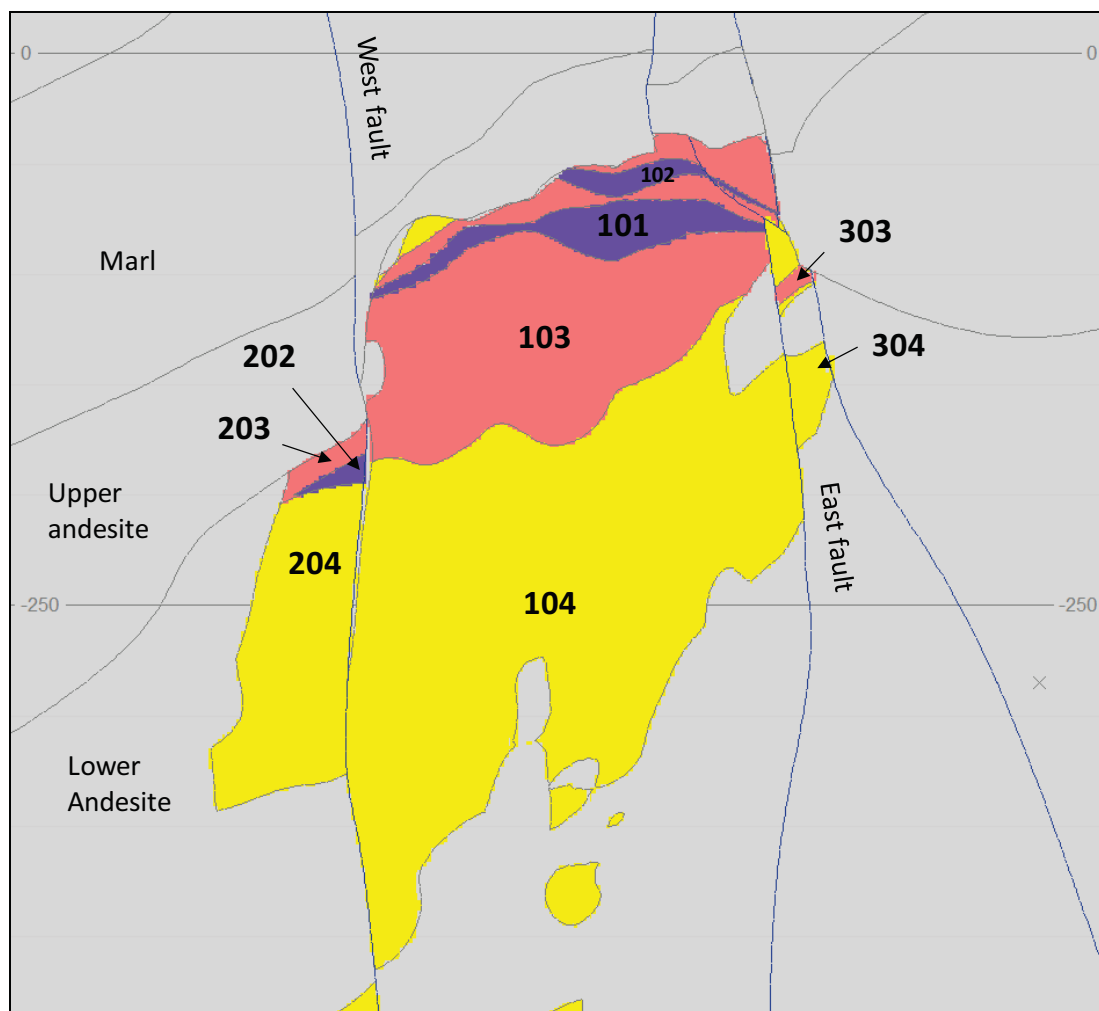 0
0
West fault
102
101
303
Marl
103
304
202
203
Upper
andesite
East fault
204
104
-250
-250
Lower
Andesite